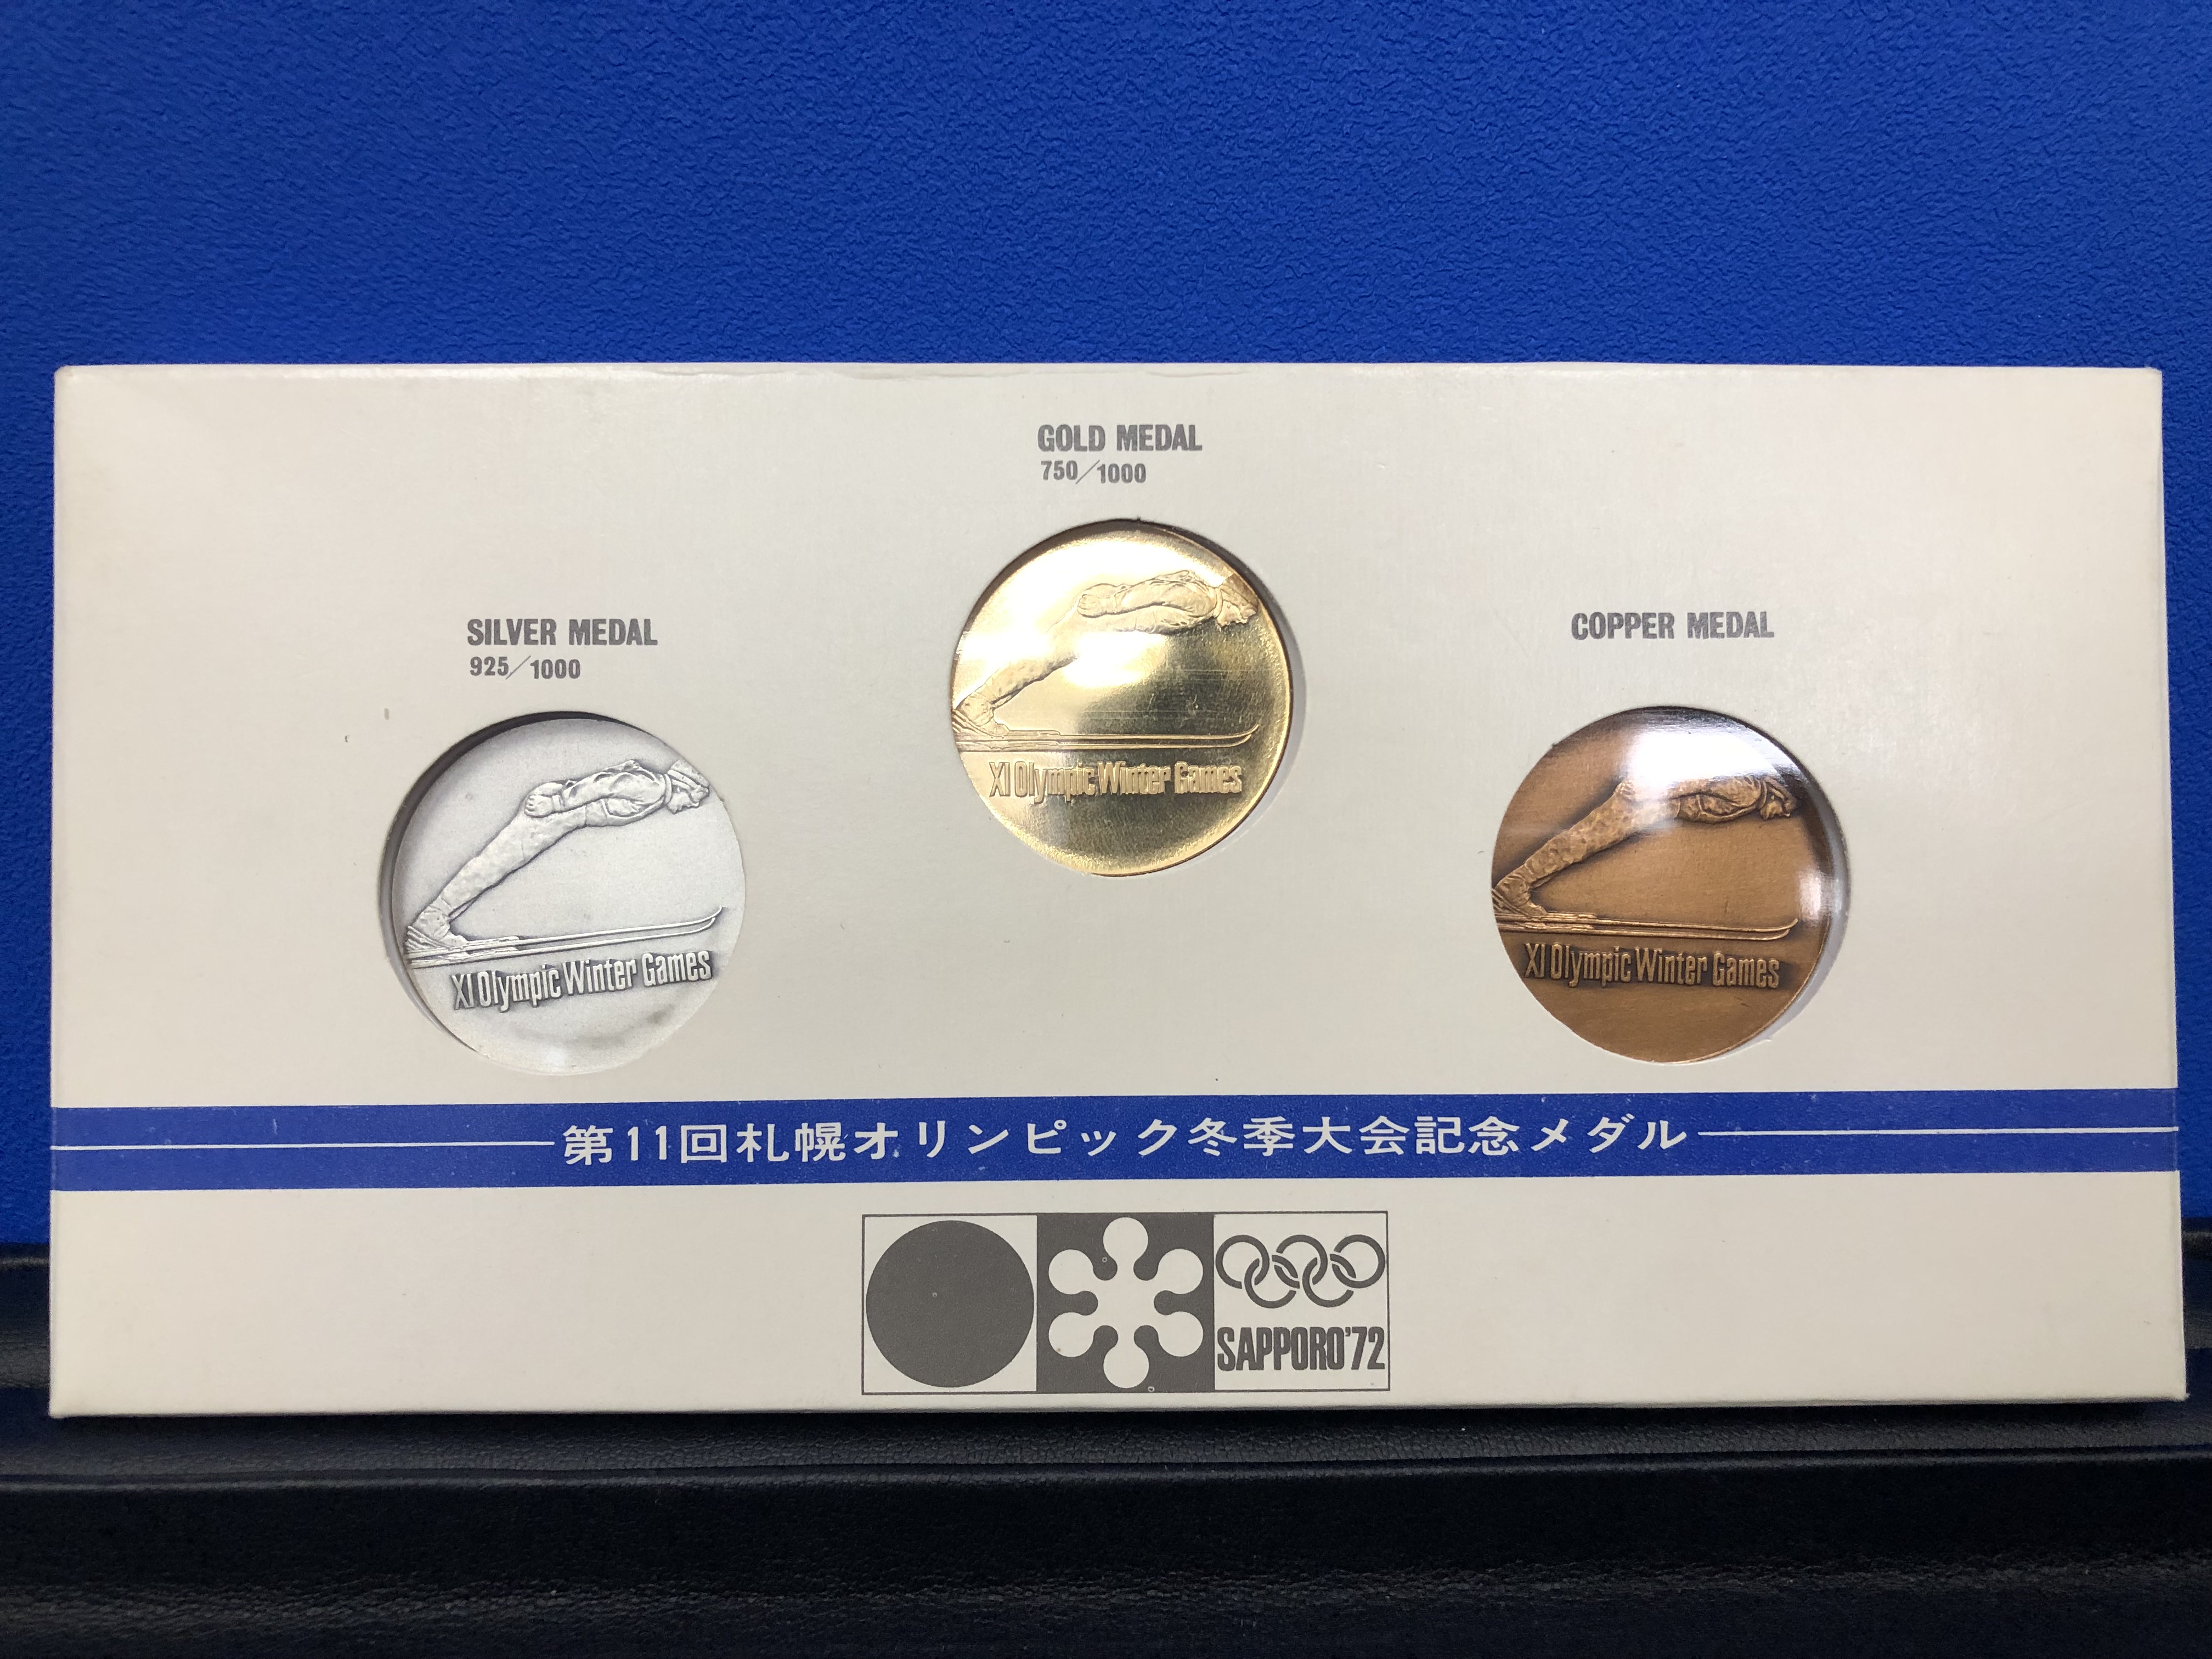 GOLD MEDAL
750/1000
SILVER MEDAL
925/1000
COPPER MEDAL
XI Olympic Winter Games
XI Olympic Winter Games
XI Olympic Winter Games
第11回札幌オリンピック冬季大会記念メダル
SAPPORO'72